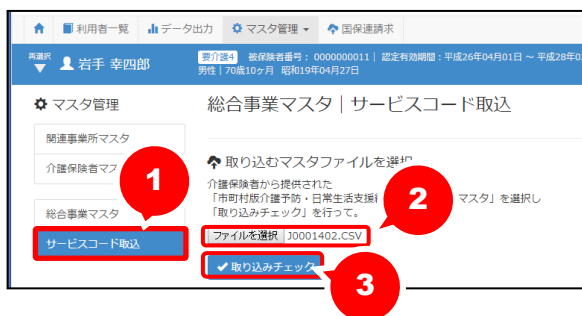 利用者一覧 データ出力 マスタ管理 国保連請求
再選択 岩手 幸四郎
要介護4 被保険者番号： 0000000011 | 認定有効期間：平成26年04月01日 ～ 平成28年0
男性 | 70歳10ヶ月 昭和19年04月27日
マスタ管理
関連事業所マスタ
介護保険者マ
総合事業マスタ
サービスコード取込
1
総合事業マスタ | サービスコード取込
取り込むマスタファイルを選択
介護保険者から提供された
「市町村版介護予防・日常生活支援 マスタ」を選択し
「取り込みチェック」を行って。
2
ファイルを選択 J0001402.CSV
取り込みチェック
3